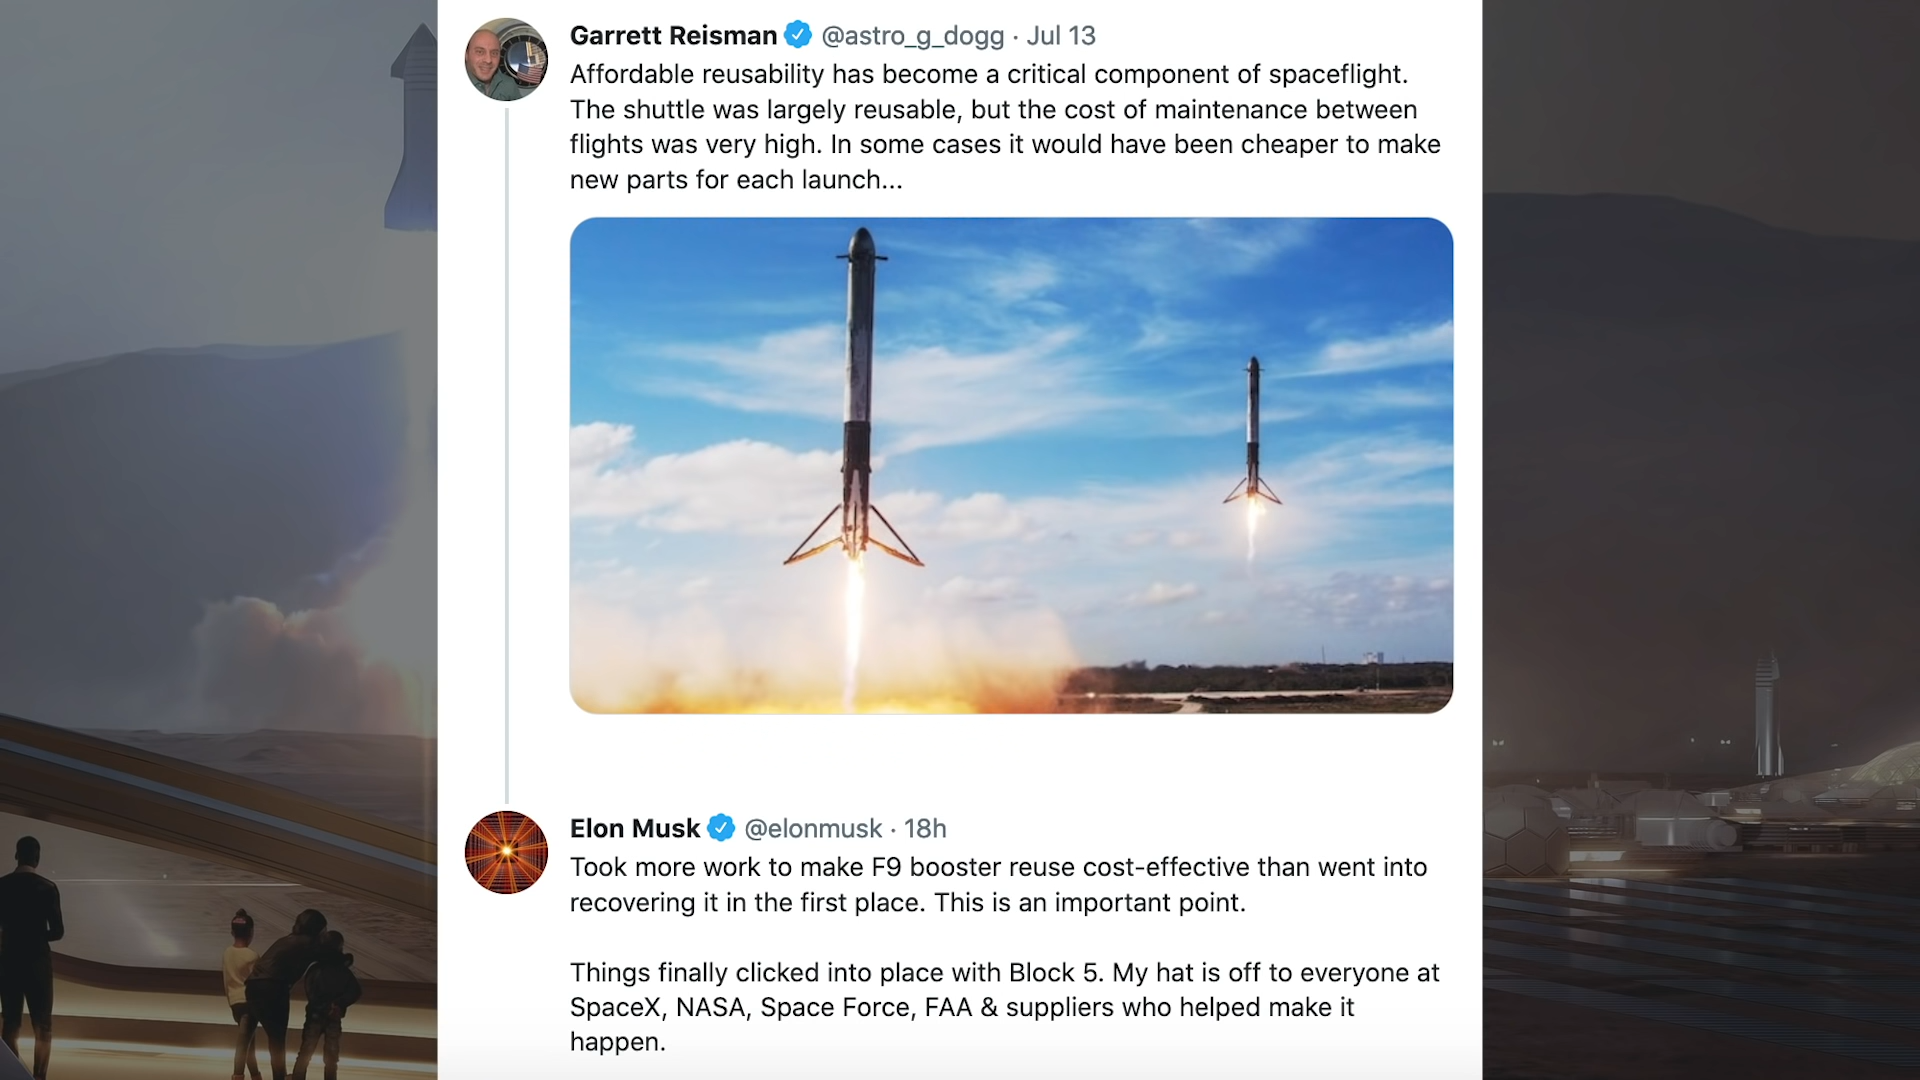 Garrett Reisman @astro_g_dogg · Jul 13
Affordable reusability has become a critical component of spaceflight.
The shuttle was largely reusable, but the cost of maintenance between
flights was very high. In some cases it would have been cheaper to make
new parts for each launch...
Elon Musk @elonmusk · 18h
Took more work to make F9 booster reuse cost-effective than went into
recovering it in the first place. This is an important point.
Things finally clicked into place with Block 5. My hat is off to everyone at
SpaceX, NASA, Space Force, FAA & suppliers who helped make it
happen.